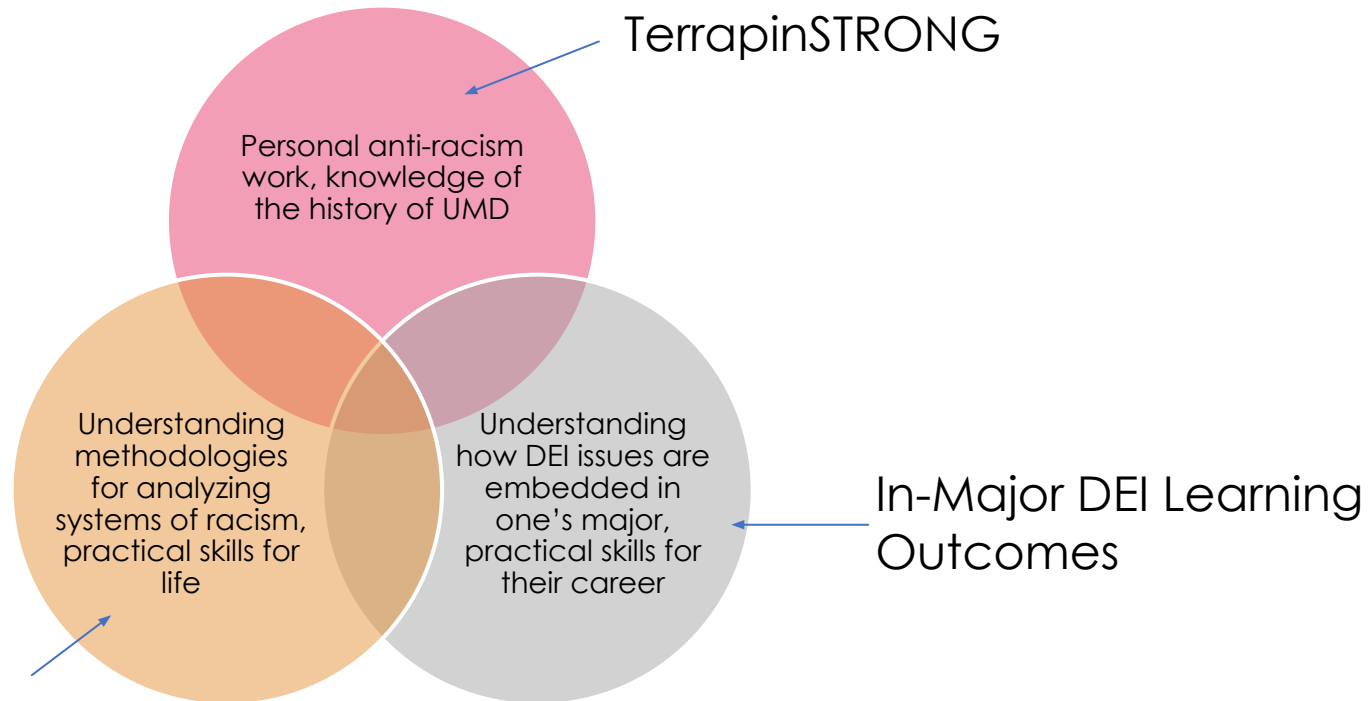 TerrapinSTRONG
Personal anti-racism
work, knowledge of
the history of UMD
Understanding
methodologies
for analyzing
systems of racism,
practical skills for
life
Understanding
how DEI issues are
embedded in
one’s major,
practical skills for
their career
In-Major DEI Learning
Outcomes